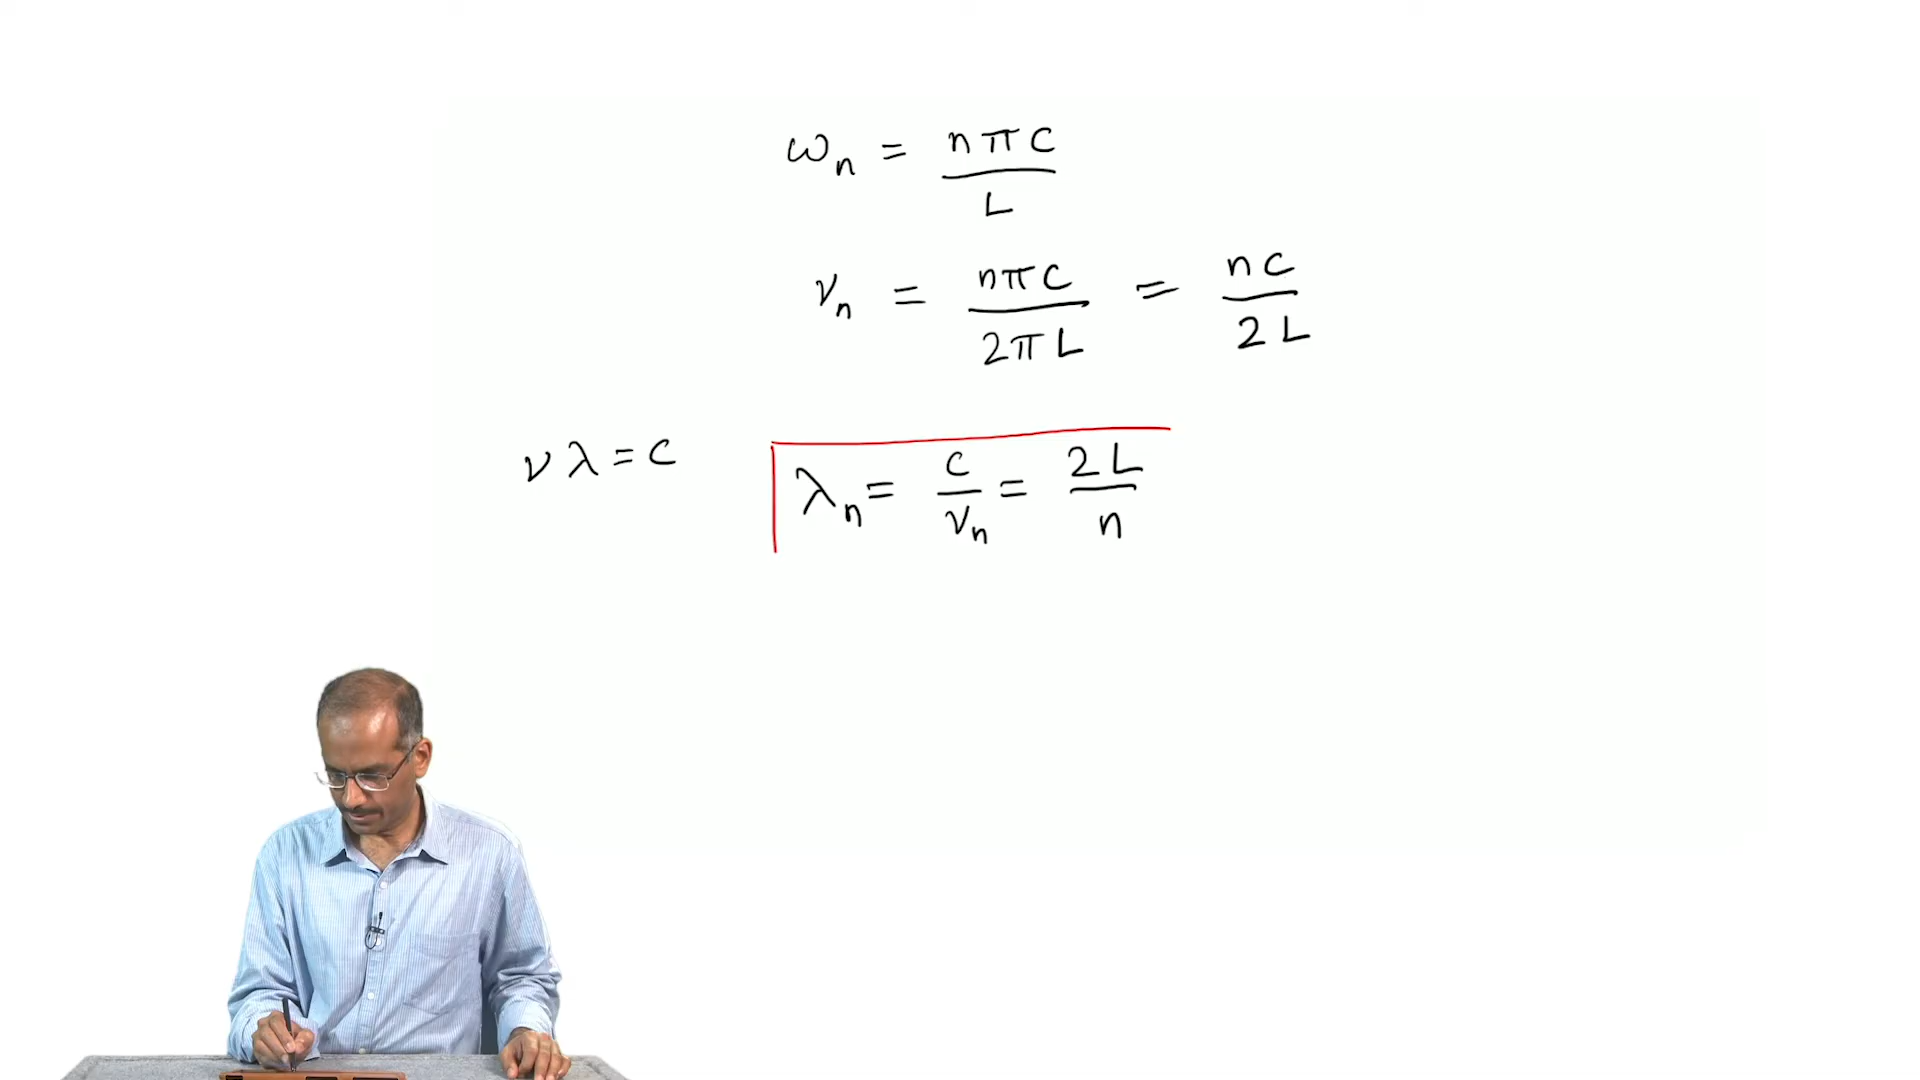 ωn = nπc / L
νn = nπc / 2πL = nc / 2L
νλ = c  λn = c / νn = 2L / n